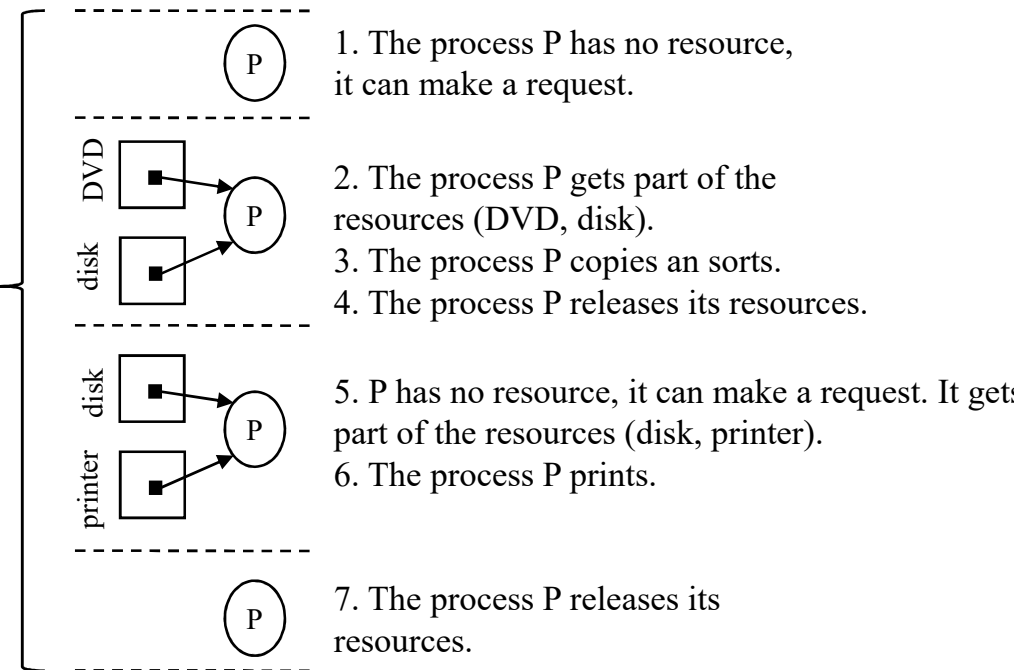 P
1. The process P has no resource,
it can make a request.
DVD
disk
P
2. The process P gets part of the
resources (DVD, disk).
3. The process P copies an sorts.
4. The process P releases its resources.
disk
printer
P
5. P has no resource, it can make a request. It gets
part of the resources (disk, printer).
6. The process P prints.
P
7. The process P releases its
resources.